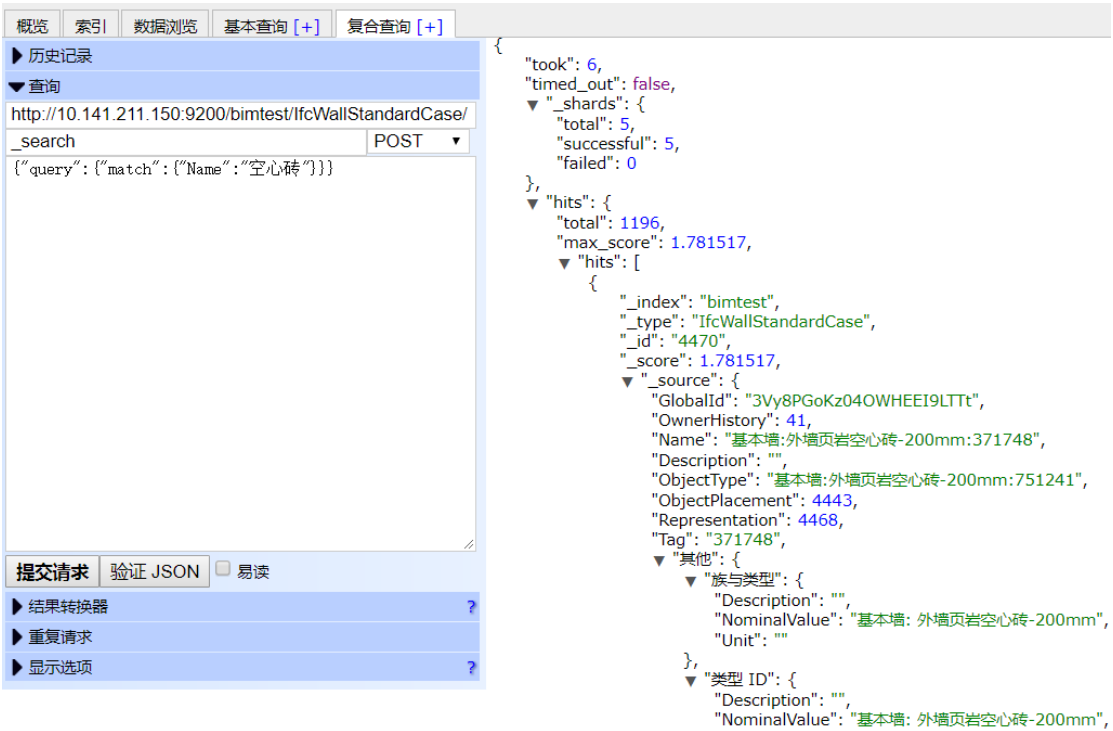 概览 索引 数据浏览 基本查询 [+] 复合查询 [+]
历史记录
查询
http://10.141.211.150:9200/bimtest/IfcWallStandardCase/
_search POST
{"query":{"match":{"Name":"空心砖"}}}
提交请求 验证 JSON 易读
结果转换器 ?
重复请求
显示选项 ?
{
"took": 6,
"timed_out": false,
▼ "_shards": {
"total": 5,
"successful": 5,
"failed": 0
},
▼ "hits": {
"total": 1196,
"max_score": 1.781517,
▼ "hits": [
{
"_index": "bimtest",
"_type": "IfcWallStandardCase",
"_id": "4470",
"_score": 1.781517,
▼ "_source": {
"GlobalId": "3Vy8PGoKz04OWHEEI9LTTt",
"OwnerHistory": 41,
"Name": "基本墙:外墙页岩空心砖-200mm:371748",
"Description": "",
"ObjectType": "基本墙:外墙页岩空心砖-200mm:751241",
"ObjectPlacement": 4443,
"Representation": 4468,
"Tag": "371748",
▼ "其他": {
▼ "族与类型": {
"Description": "",
"NominalValue": "基本墙: 外墙页岩空心砖-200mm",
"Unit": ""
},
▼ "类型 ID": {
"Description": "",
"NominalValue": "基本墙: 外墙页岩空心砖-200mm",